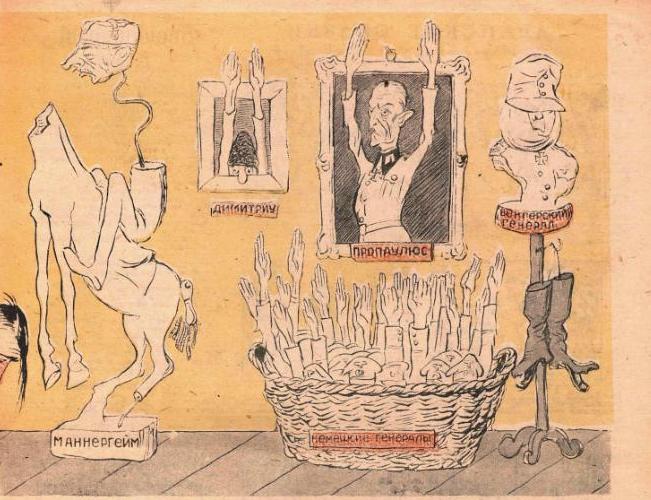 МАННЕРГЕЙМ
ДИМИТРИУ
ПРОПАУЛЮС
НЕМЕЦКИЕ ГЕНЕРАЛЫ
ВЕНГЕРСКИЙ
ГЕНЕРАЛ